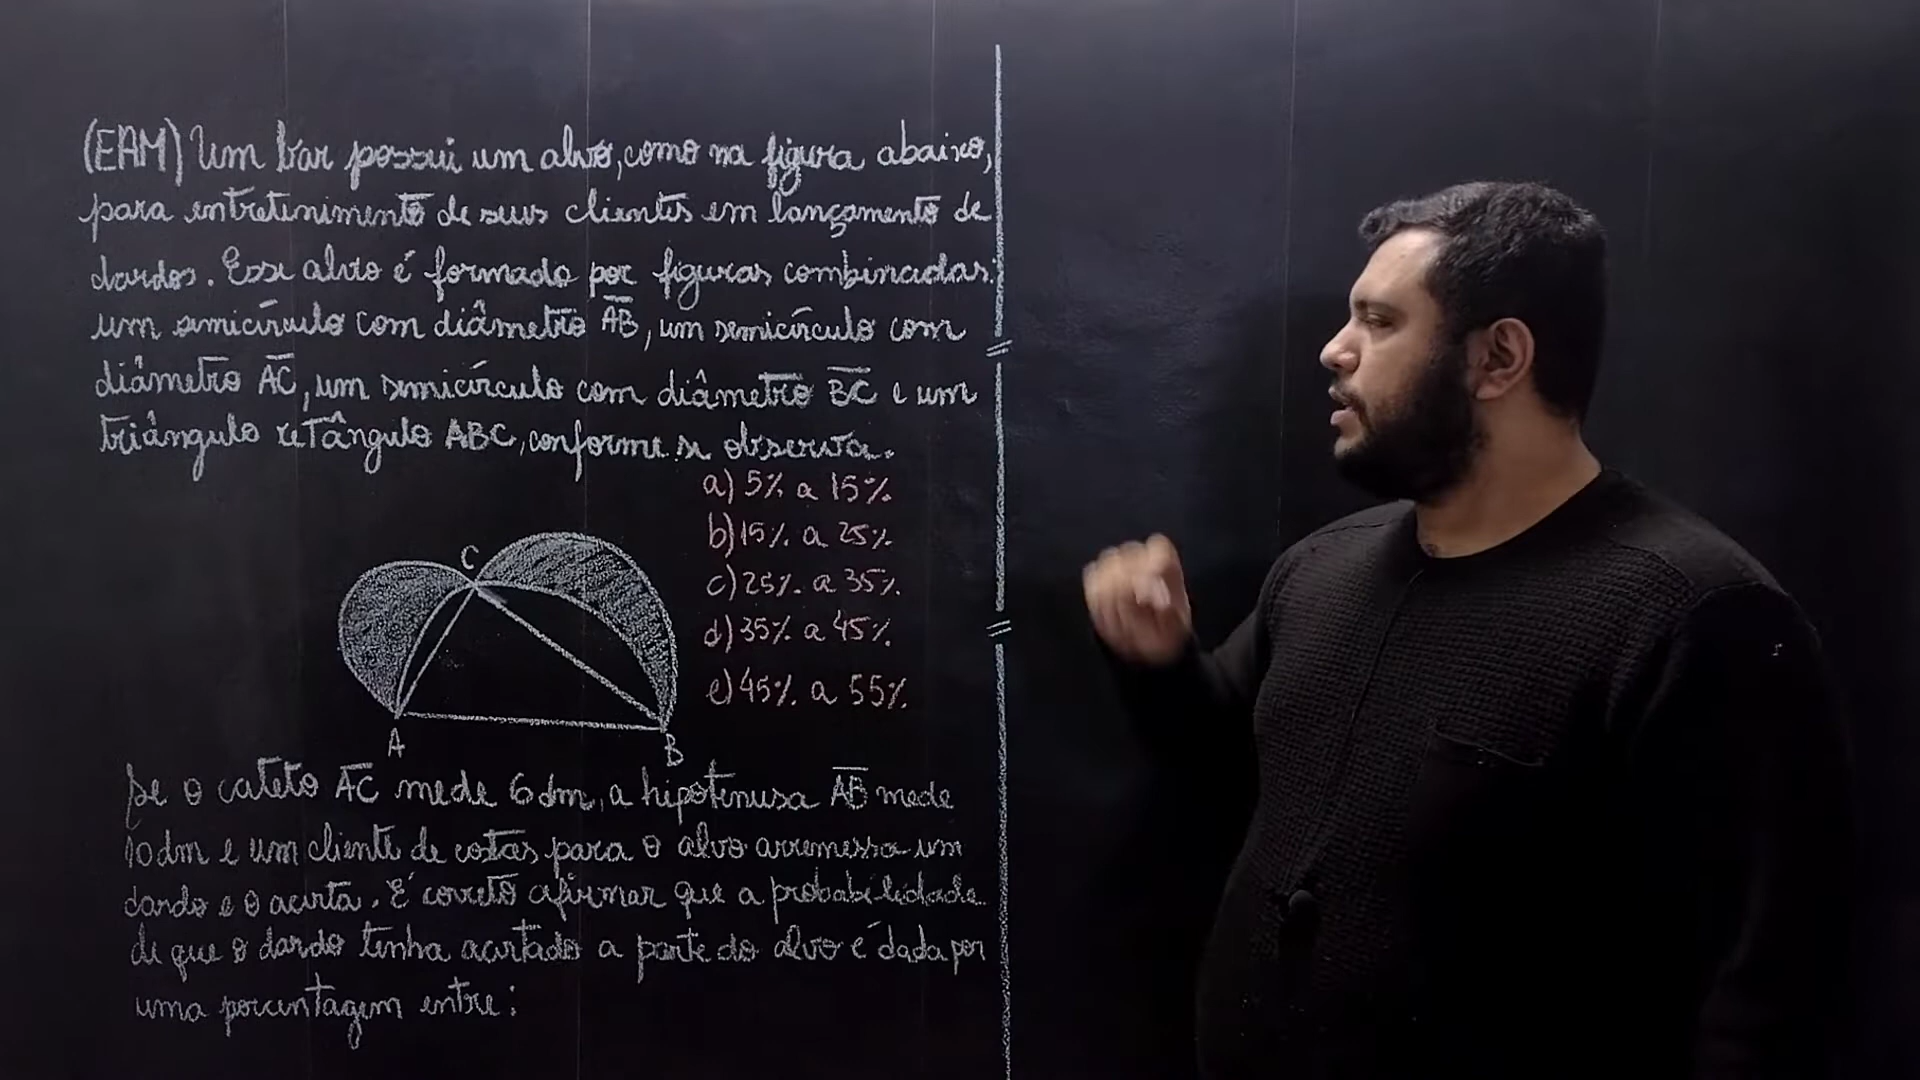 (EAM) Um bar possui um alvo, como na figura abaixo,
para entretenimento de seus clientes em lançamento de
dardos. Esse alvo é formado por figuras combinadas:
um semicírculo com diâmetro AB, um semicírculo com
diâmetro AC, um semicírculo com diâmetro BC e um
triângulo retângulo ABC, conforme se observa.
a) 5% a 15%
b) 15% a 25%
c) 25% a 35%
d) 35% a 45%
e) 45% a 55%
C
A
B
Se o cateto AC mede 6 dm, a hipotenusa AB mede
10 dm e um cliente de costas para o alvo arremessa um
dardo e o acerta. É correto afirmar que a probabilidade
de que o dardo tenha acertado a parte do alvo é dada por
uma porcentagem entre: